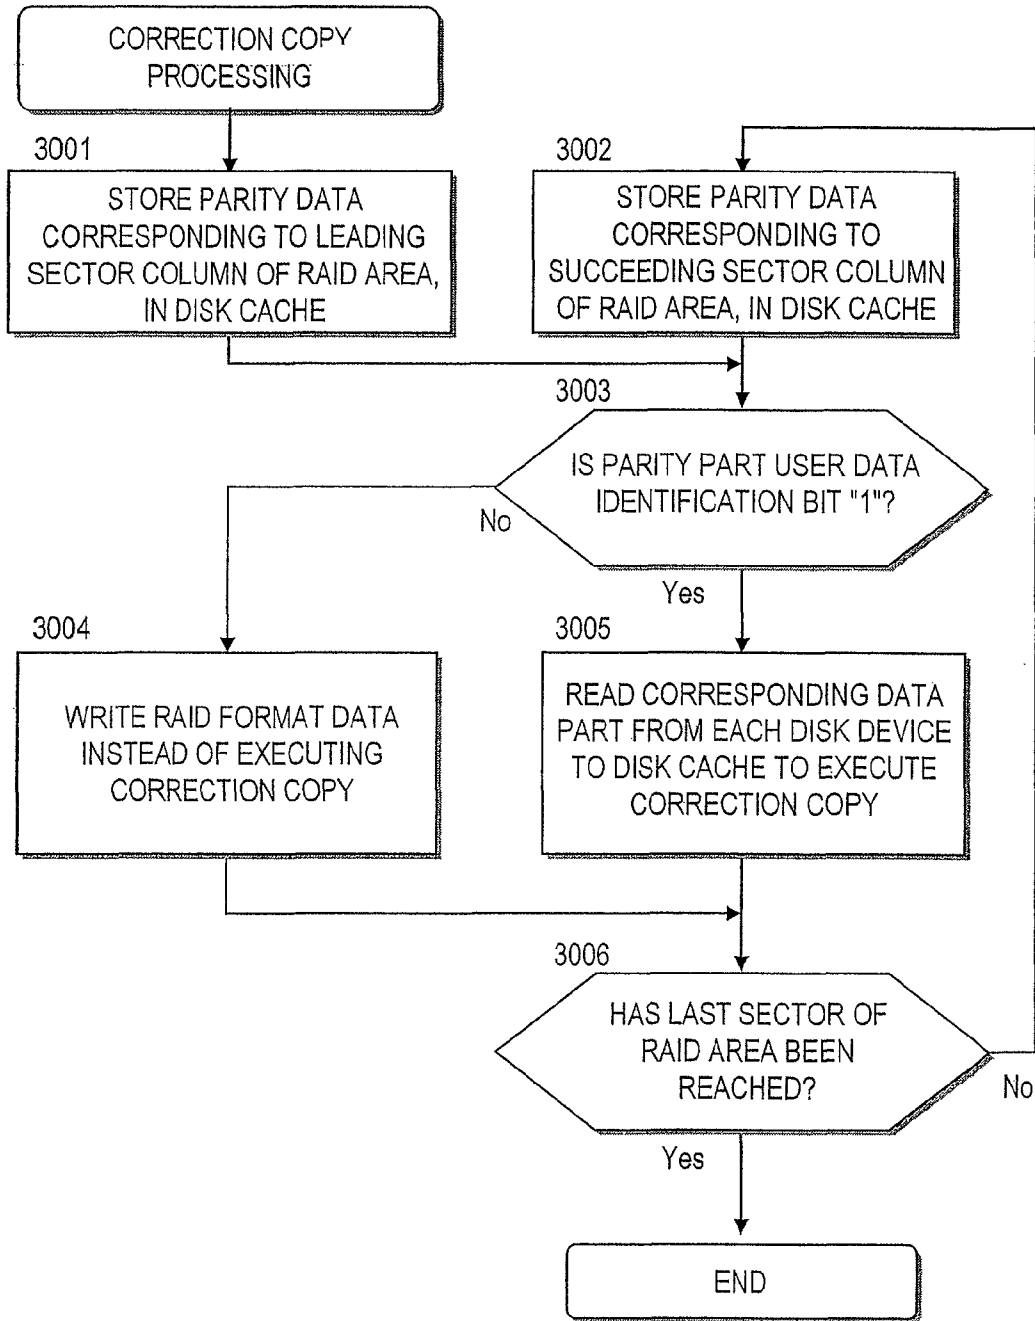 CORRECTION COPY
PROCESSING
3001
STORE PARITY DATA
CORRESPONDING TO LEADING
SECTOR COLUMN OF RAID AREA,
IN DISK CACHE
3002
STORE PARITY DATA
CORRESPONDING TO
SUCCEEDING SECTOR COLUMN
OF RAID AREA, IN DISK CACHE
3003
IS PARITY PART USER DATA
IDENTIFICATION BIT "1"?
No
Yes
3004
WRITE RAID FORMAT DATA
INSTEAD OF EXECUTING
CORRECTION COPY
3005
READ CORRESPONDING DATA
PART FROM EACH DISK DEVICE
TO DISK CACHE TO EXECUTE
CORRECTION COPY
3006
HAS LAST SECTOR OF
RAID AREA BEEN
REACHED?
No
Yes
END